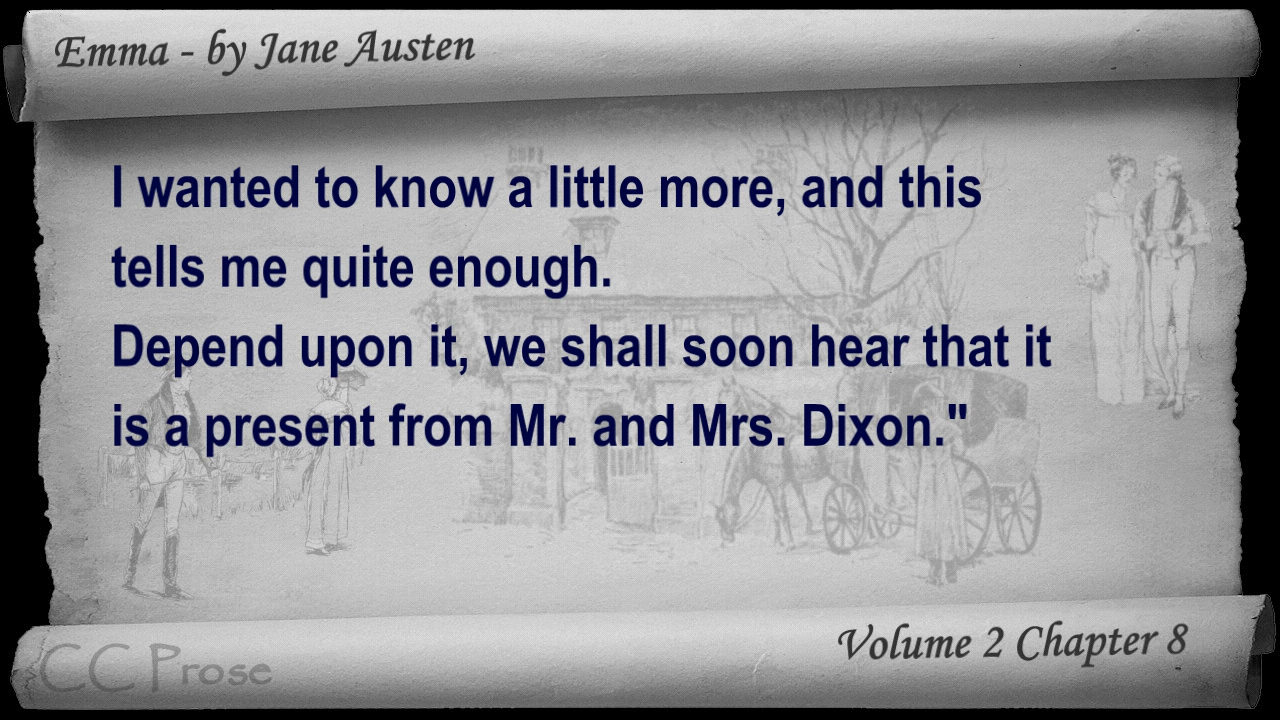 Emma - by Jane Austen
I wanted to know a little more, and this
tells me quite enough.
Depend upon it, we shall soon hear that it
is a present from Mr. and Mrs. Dixon."
Volume 2 Chapter 8
CC Prose